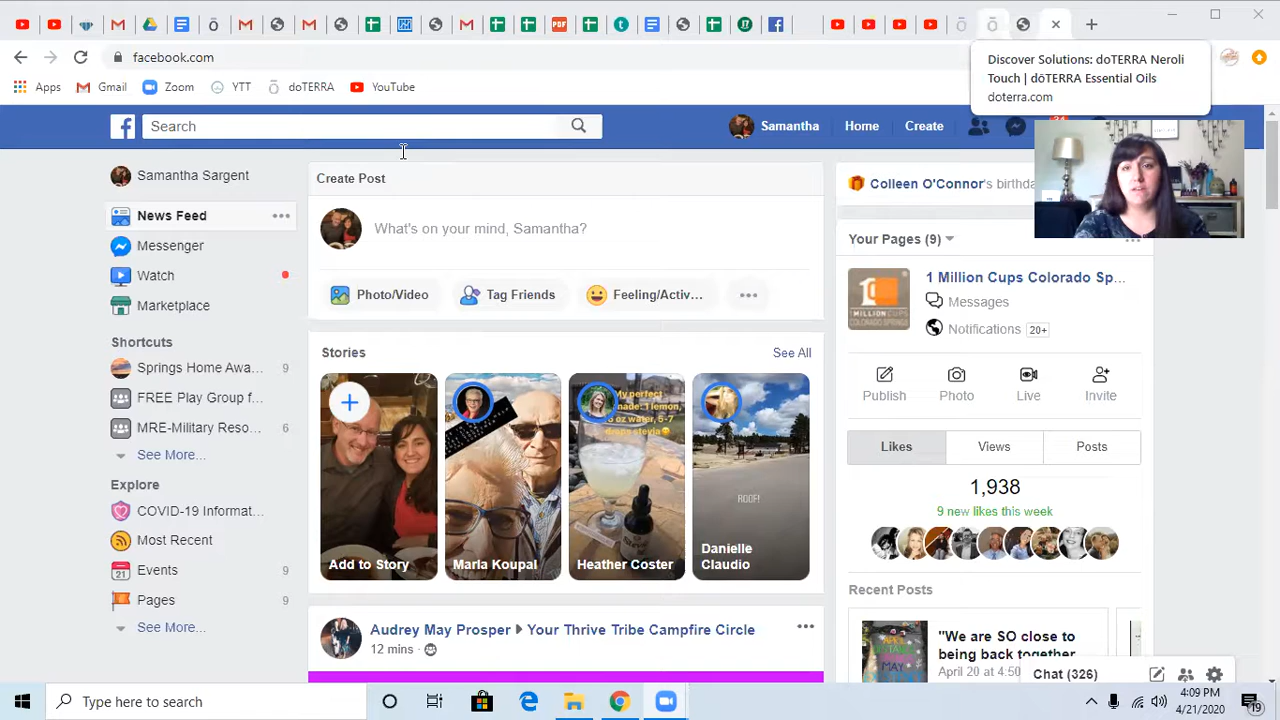 facebook.com
Discover Solutions: doTERRA Neroli
Touch | dōTERRA Essential Oils
doterra.com
Apps
Gmail
Zoom
YTT
doTERRA
YouTube
Search
Samantha
Home
Create
Samantha Sargent
News Feed
Messenger
Watch
Marketplace
Shortcuts
Springs Home Awa... 9
FREE Play Group f...
MRE-Military Reso... 6
See More...
Explore
COVID-19 Informat...
Most Recent
Events 9
Pages 9
See More...
Create Post
What's on your mind, Samantha?
Photo/Video
Tag Friends
Feeling/Activ...
Stories
See All
Add to Story
Marla Koupal
My perfect
Heather Coster
ROOF!
Danielle
Claudio
Audrey May Prosper
Your Thrive Tribe Campfire Circle
12 mins
Colleen O'Connor's birthda
Your Pages (9)
1 Million Cups Colorado Sp...
Messages
Notifications 20+
Publish
Photo
Live
Invite
Likes
Views
Posts
1,938
9 new likes this week
Recent Posts
"We are SO close to
being back together
April 20 at 4:50
Chat (326)
Type here to search
4:09 PM
4/21/2020
19